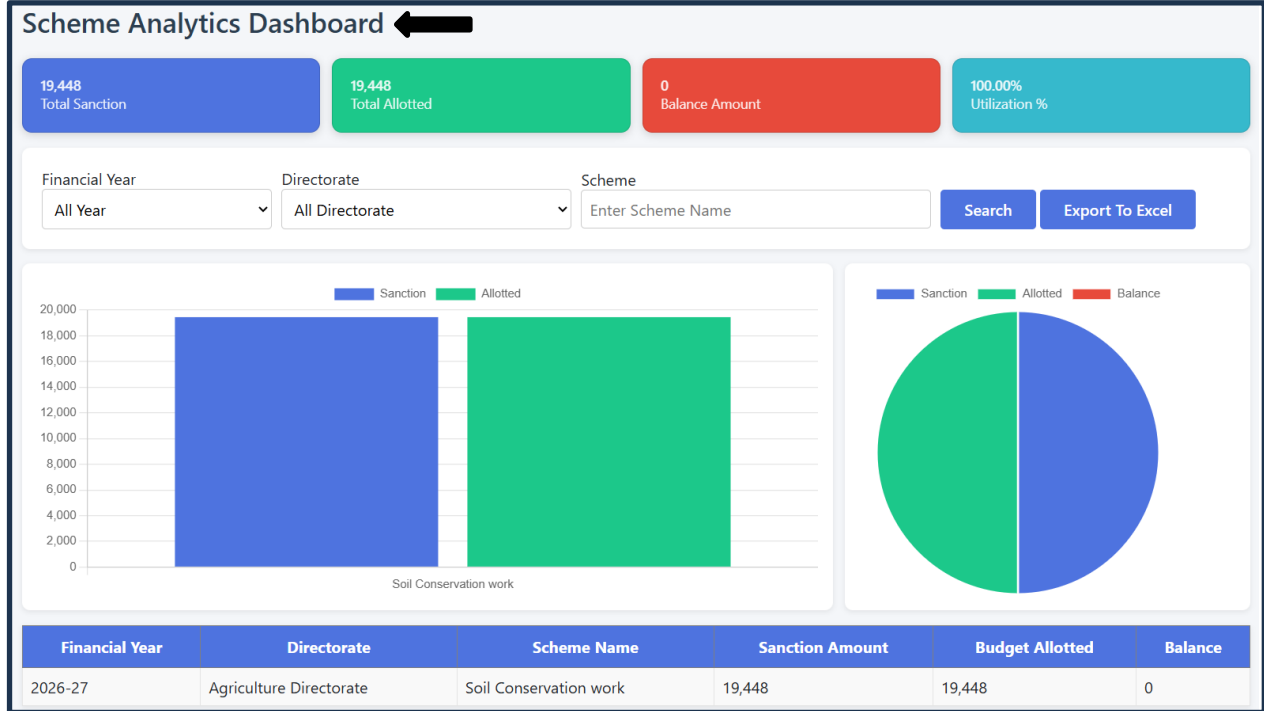 Scheme Analytics Dashboard
19,448
Total Sanction
19,448
Total Allotted
0
Balance Amount
100.00%
Utilization %
Financial Year
All Year
Directorate
All Directorate
Scheme
Enter Scheme Name
Search
Export To Excel
Sanction Allotted
20,000
18,000
16,000
14,000
12,000
10,000
8,000
6,000
4,000
2,000
0
Soil Conservation work
Sanction Allotted Balance
Financial Year Directorate Scheme Name Sanction Amount Budget Allotted Balance
2026-27 Agriculture Directorate Soil Conservation work 19,448 19,448 0